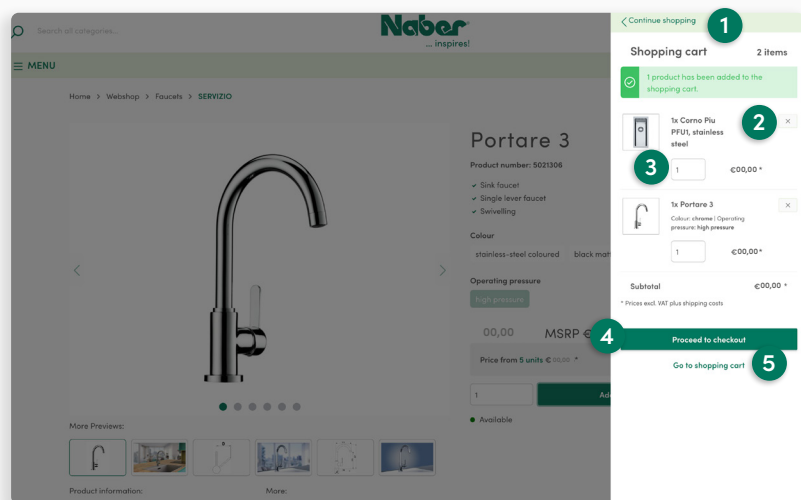 Search all categories...
Naber®
... inspires!
MENU
Home > Webshop > Faucets > SERVIZIO
Portare 3
Product number: 5021306
Sink faucet
Single lever faucet
Swivelling
Colour
stainless-steel coloured black mat
Operating pressure
high pressure
00,00 MSRP €
Price from 5 units € 00,00 *
1 Ad
Available
More Previews:
Product information: More:
Continue shopping
1
Shopping cart 2 items
1 product has been added to the
shopping cart.
1x Corno Piu
PFU1, stainless
steel
2
×
3
1 €00,00 *
1x Portare 3
×
Colour: chrome | Operating
pressure: high pressure
1 €00,00 *
Subtotal €00,00 *
* Prices excl. VAT plus shipping costs
4
Proceed to checkout
Go to shopping cart
5